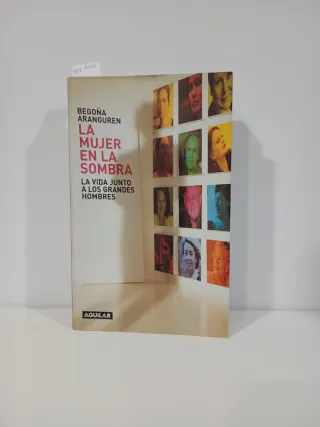 BEGOÑA
ARANGUREN
LA
MUJER
EN LA
SOMBRA
LA VIDA JUNTO
A LOS GRANDES
HOMBRES
AGUILAR